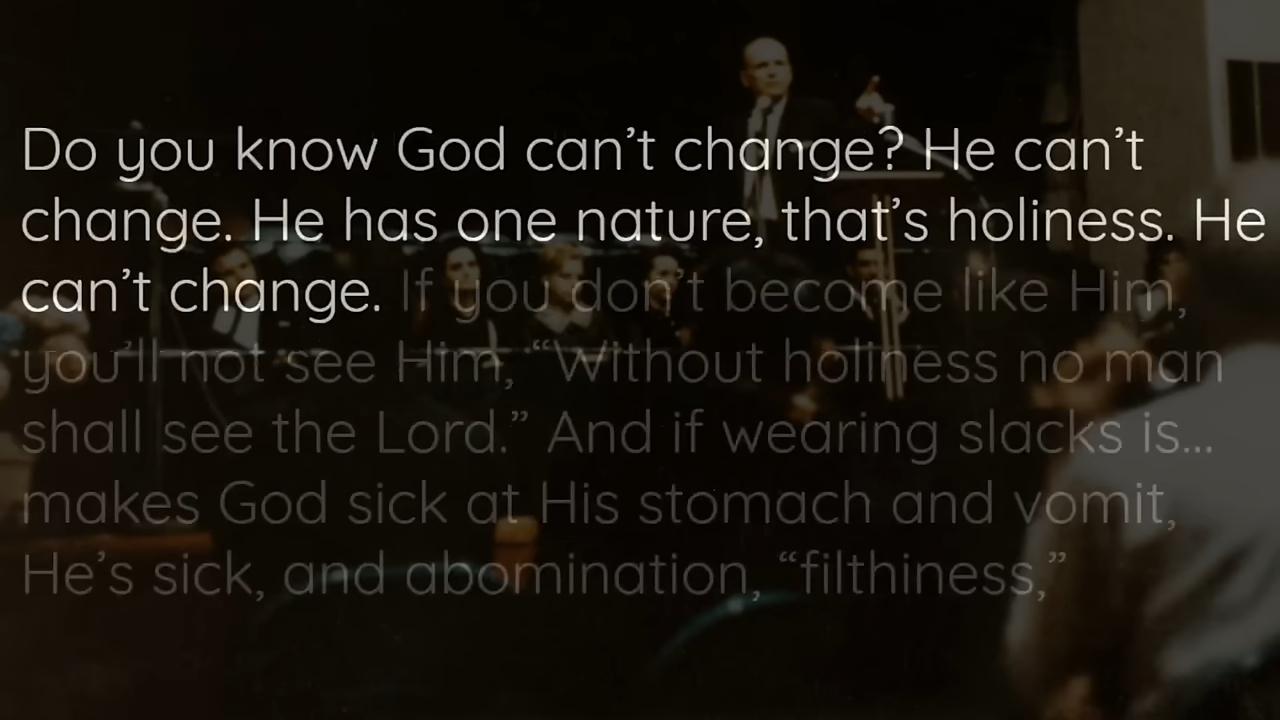 Do you know God can’t change? He can’t
change. He has one nature, that’s holiness. He
can’t change. If you don’t become like Him,
you’ll not see Him, “Without holiness no man
shall see the Lord.” And if wearing slacks is...
makes God sick at His stomach and vomit,
He’s sick, and abomination, “filthiness,”